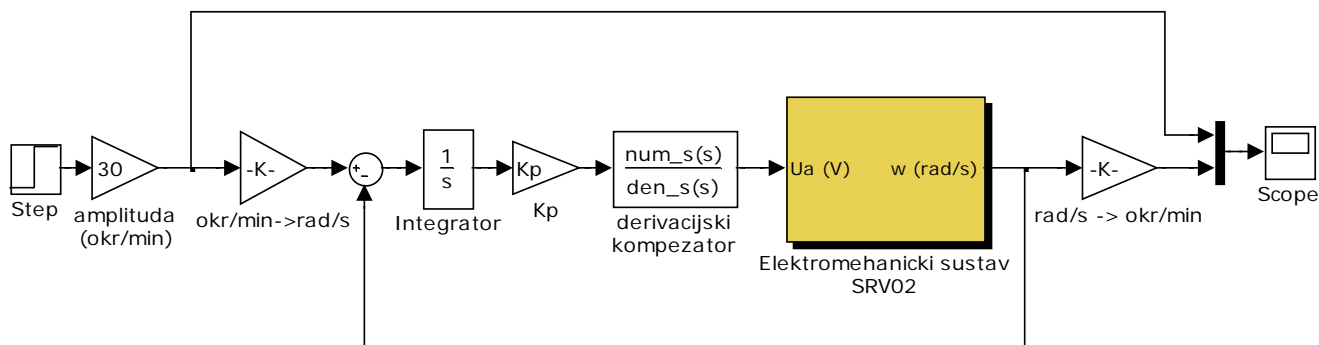 Step
30
amplituda
(okr/min)
-K-
okr/min->rad/s
+
-
1
s
Integrator
Kp
Kp
num_s(s)
den_s(s)
derivacijski
kompezator
Ua (V)
w (rad/s)
Elektromehanicki sustav
SRV02
-K-
rad/s -> okr/min
Scope